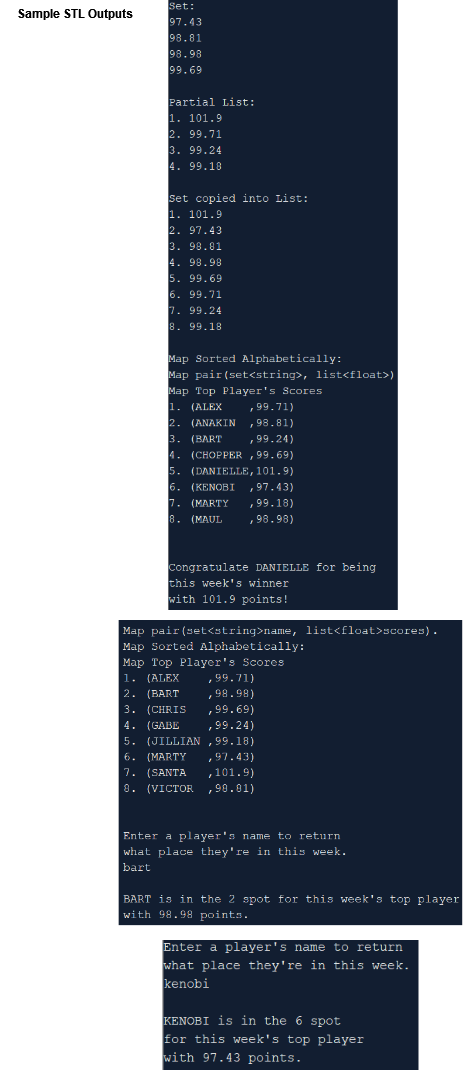 Sample STL Outputs
Set:
97.43
98.81
98.98
99.69
Partial List:
1. 101.9
2. 99.71
3. 99.24
4. 99.18
Set copied into List:
1. 101.9
2. 97.43
3. 98.81
4. 98.98
5. 99.69
6. 99.71
7. 99.24
8. 99.18
Map Sorted Alphabetically:
Map pair(set<string>, list<float>)
Map Top Player's Scores
1. (ALEX    ,99.71)
2. (ANAKIN  ,98.81)
3. (BART    ,99.24)
4. (CHOPPER ,99.69)
5. (DANIELLE,101.9)
6. (KENOBI  ,97.43)
7. (MARTY   ,99.18)
8. (MAUL    ,98.98)
Congratulate DANIELLE for being
this week's winner
with 101.9 points!
Map pair(set<string>name, list<float>scores).
Map Sorted Alphabetically:
Map Top Player's Scores
1. (ALEX    ,99.71)
2. (BART    ,98.98)
3. (CHRIS   ,99.69)
4. (GABE    ,99.24)
5. (JILLIAN ,99.18)
6. (MARTY   ,97.43)
7. (SANTA   ,101.9)
8. (VICTOR  ,98.81)
Enter a player's name to return
what place they're in this week.
bart
BART is in the 2 spot for this week's top player
with 98.98 points.
Enter a player's name to return
what place they're in this week.
kenobi
KENOBI is in the 6 spot
for this week's top player
with 97.43 points.